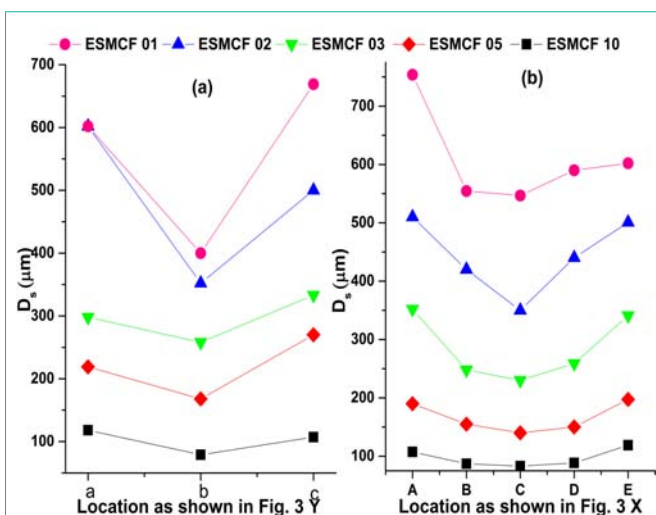 ESMCF 01 ESMCF 02 ESMCF 03 ESMCF 05 ESMCF 10
(a)
700
600
500
400
300
200
100
Ds (μm)
a b c
Location as shown in Fig. 3 Y
(b)
700
600
500
400
300
200
100
Ds (μm)
A B C D E
Location as shown in Fig. 3 X